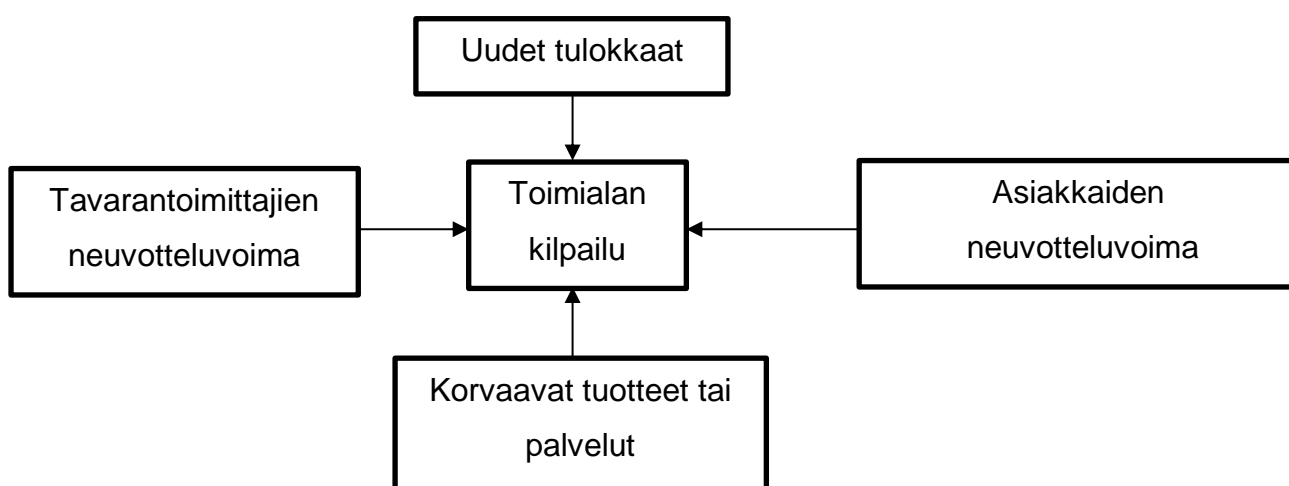 Uudet tulokkaat
Tavarantoimittajien
neuvotteluvoima
Toimialan
kilpailu
Asiakkaiden
neuvotteluvoima
Korvaavat tuotteet tai
palvelut